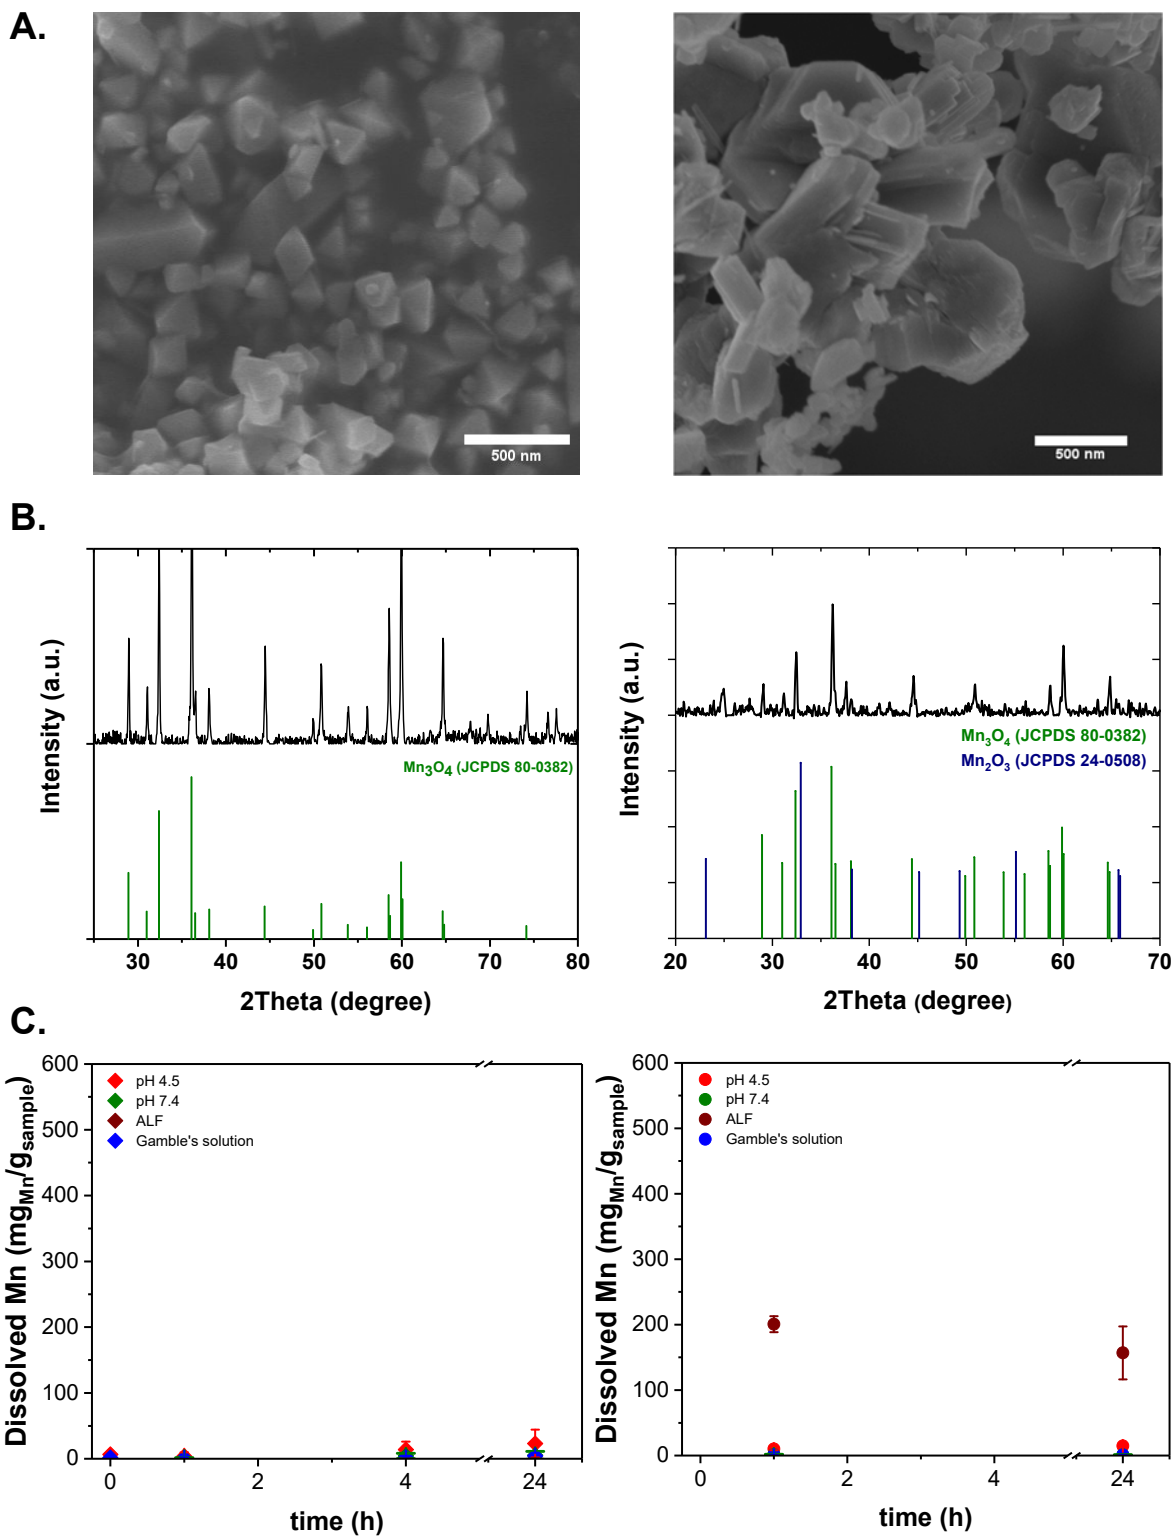 A.
500 nm
500 nm
B.
Intensity (a.u.)
Mn3O4 (JCPDS 80-0382)
30 40 50 60 70 80
2Theta (degree)
Intensity (a.u.)
Mn3O4 (JCPDS 80-0382)
Mn2O3 (JCPDS 24-0508)
20 30 40 50 60 70
2Theta (degree)
C.
Dissolved Mn (mgMn/gsample)
600
500
400
300
200
100
0
pH 4.5
pH 7.4
ALF
Gamble's solution
0 2 4 24
time (h)
Dissolved Mn (mgMn/gsample)
600
500
400
300
200
100
0
pH 4.5
pH 7.4
ALF
Gamble's solution
0 2 4 24
time (h)